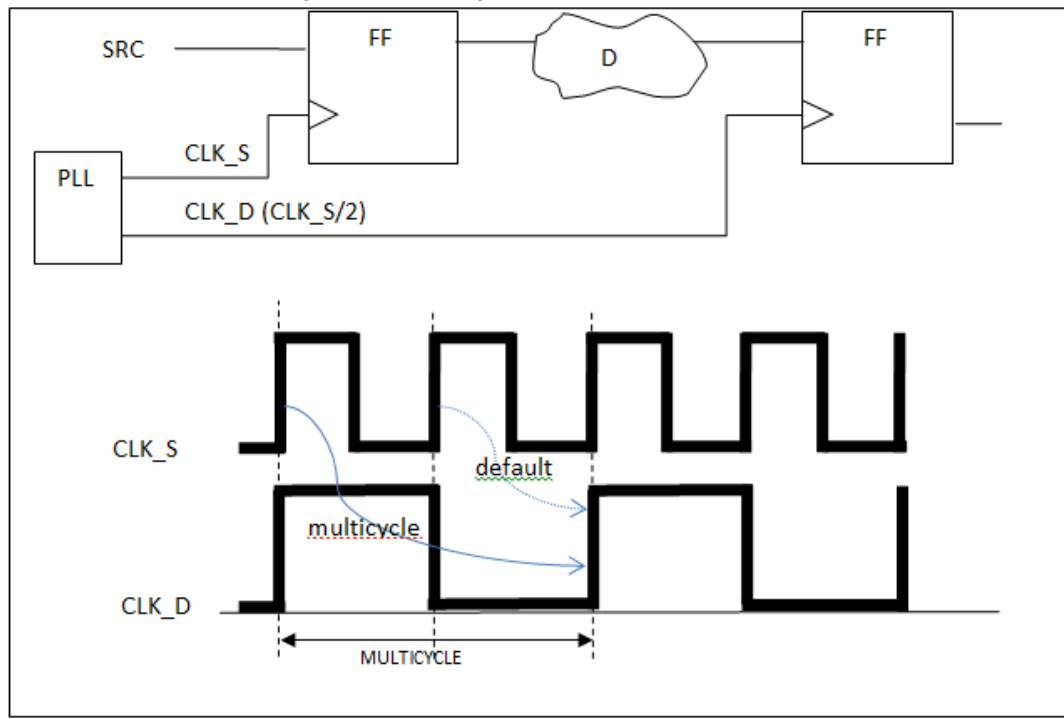 FF
FF
SRC
D
CLK_S
PLL
CLK_D (CLK_S/2)
CLK_S
default
multicycle
CLK_D
MULTICYCLE